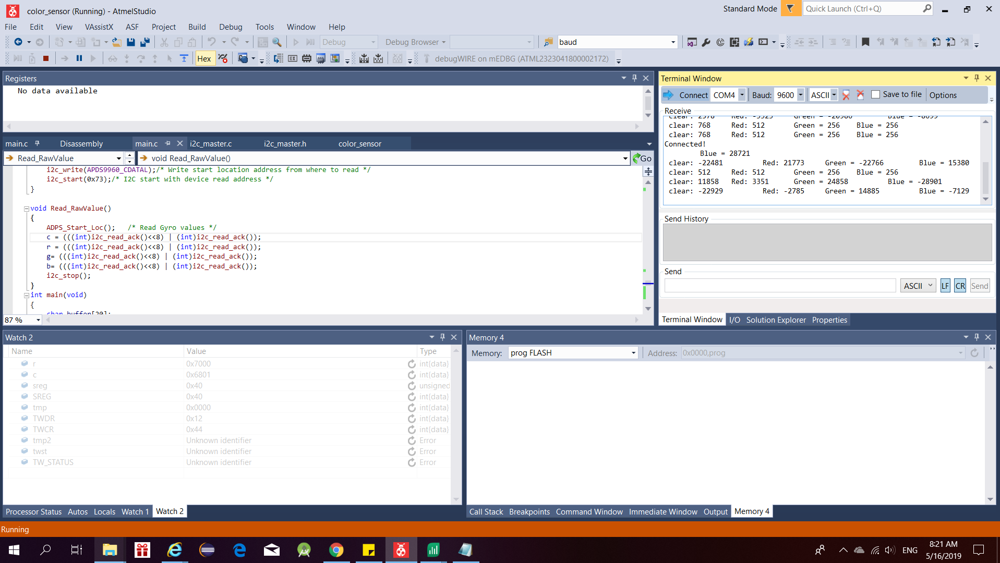 color_sensor (Running) - AtmelStudio
Standard Mode
Quick Launch (Ctrl+Q)
File Edit View VAssistX ASF Project Build Debug Tools Window Help
Debug
Debug Browser
baud
Hex
debugWIRE on mEDBG (ATML2323041800002172)
Registers
No data available
main.c Disassembly main.c i2c_master.c i2c_master.h color_sensor
Read_RawValue
void Read_RawValue()
Go
i2c_write(APDS9960_CDATAL);/* Write start location address from where to read */
i2c_start(0x73);/* I2C start with device read address */
}
void Read_RawValue()
{
ADPS_Start_Loc();   /* Read Gyro values */
c = (((int)i2c_read_ack()<<8) | (int)i2c_read_ack());
r = (((int)i2c_read_ack()<<8) | (int)i2c_read_ack());
g= (((int)i2c_read_ack()<<8) | (int)i2c_read_ack());
b= (((int)i2c_read_ack()<<8) | (int)i2c_read_ack());
i2c_stop();
}
int main(void)
{
char buffer[20];
87 %
Terminal Window
Connect COM4 Baud: 9600 ASCII Save to file Options
Receive
clear: 2578 Red: -5325 Green = -20986 Blue = -8699
clear: 768 Red: 512 Green = 256 Blue = 256
clear: 768 Red: 512 Green = 256 Blue = 256
Connected!
Blue = 28721
clear: -22481 Red: 21773 Green = -22766 Blue = 15380
clear: 512 Red: 512 Green = 256 Blue = 256
clear: 11858 Red: 3351 Green = 24858 Blue = -28901
clear: -22929 Red: -2785 Green = 14885 Blue = -7129
Send History
Send
ASCII LF CR Send
Terminal Window I/O Solution Explorer Properties
Watch 2
Name Value Type
r 0x7000 int{data}
c 0x6801 int{data}
sreg 0x40 unsigned
SREG 0x40 int{data}
tmp 0x0000 int{data}
TWDR 0x12 int{data}
TWCR 0x44 int{data}
tmp2 Unknown identifier Error
twst Unknown identifier Error
TW_STATUS Unknown identifier Error
Processor Status Autos Locals Watch 1 Watch 2
Memory 4
Memory: prog FLASH Address: 0x0000,prog
Call Stack Breakpoints Command Window Immediate Window Output Memory 4
Running
ENG
8:21 AM
5/16/2019